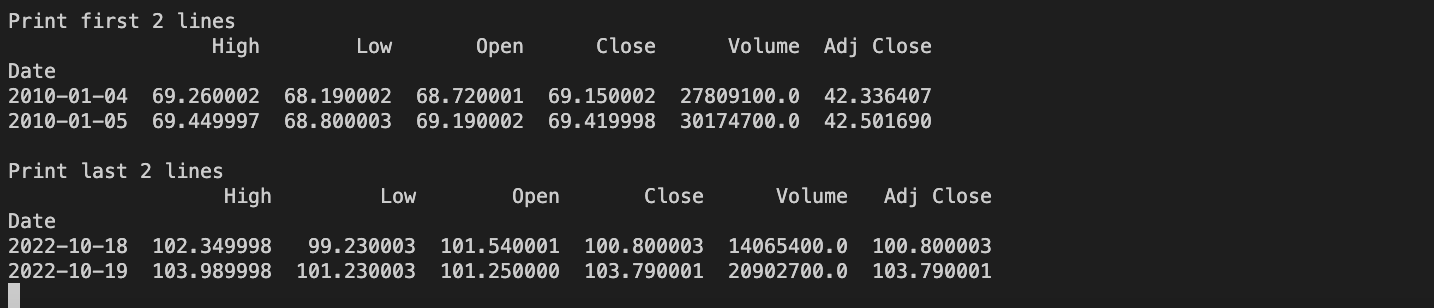 Print first 2 lines
                 High        Low       Open      Close      Volume  Adj Close
Date
2010-01-04  69.260002  68.190002  68.720001  69.150002  27809100.0  42.336407
2010-01-05  69.449997  68.800003  69.190002  69.419998  30174700.0  42.501690

Print last 2 lines
                  High         Low        Open       Close      Volume   Adj Close
Date
2022-10-18  102.349998   99.230003  101.540001  100.800003  14065400.0  100.800003
2022-10-19  103.989998  101.230003  101.250000  103.790001  20902700.0  103.790001